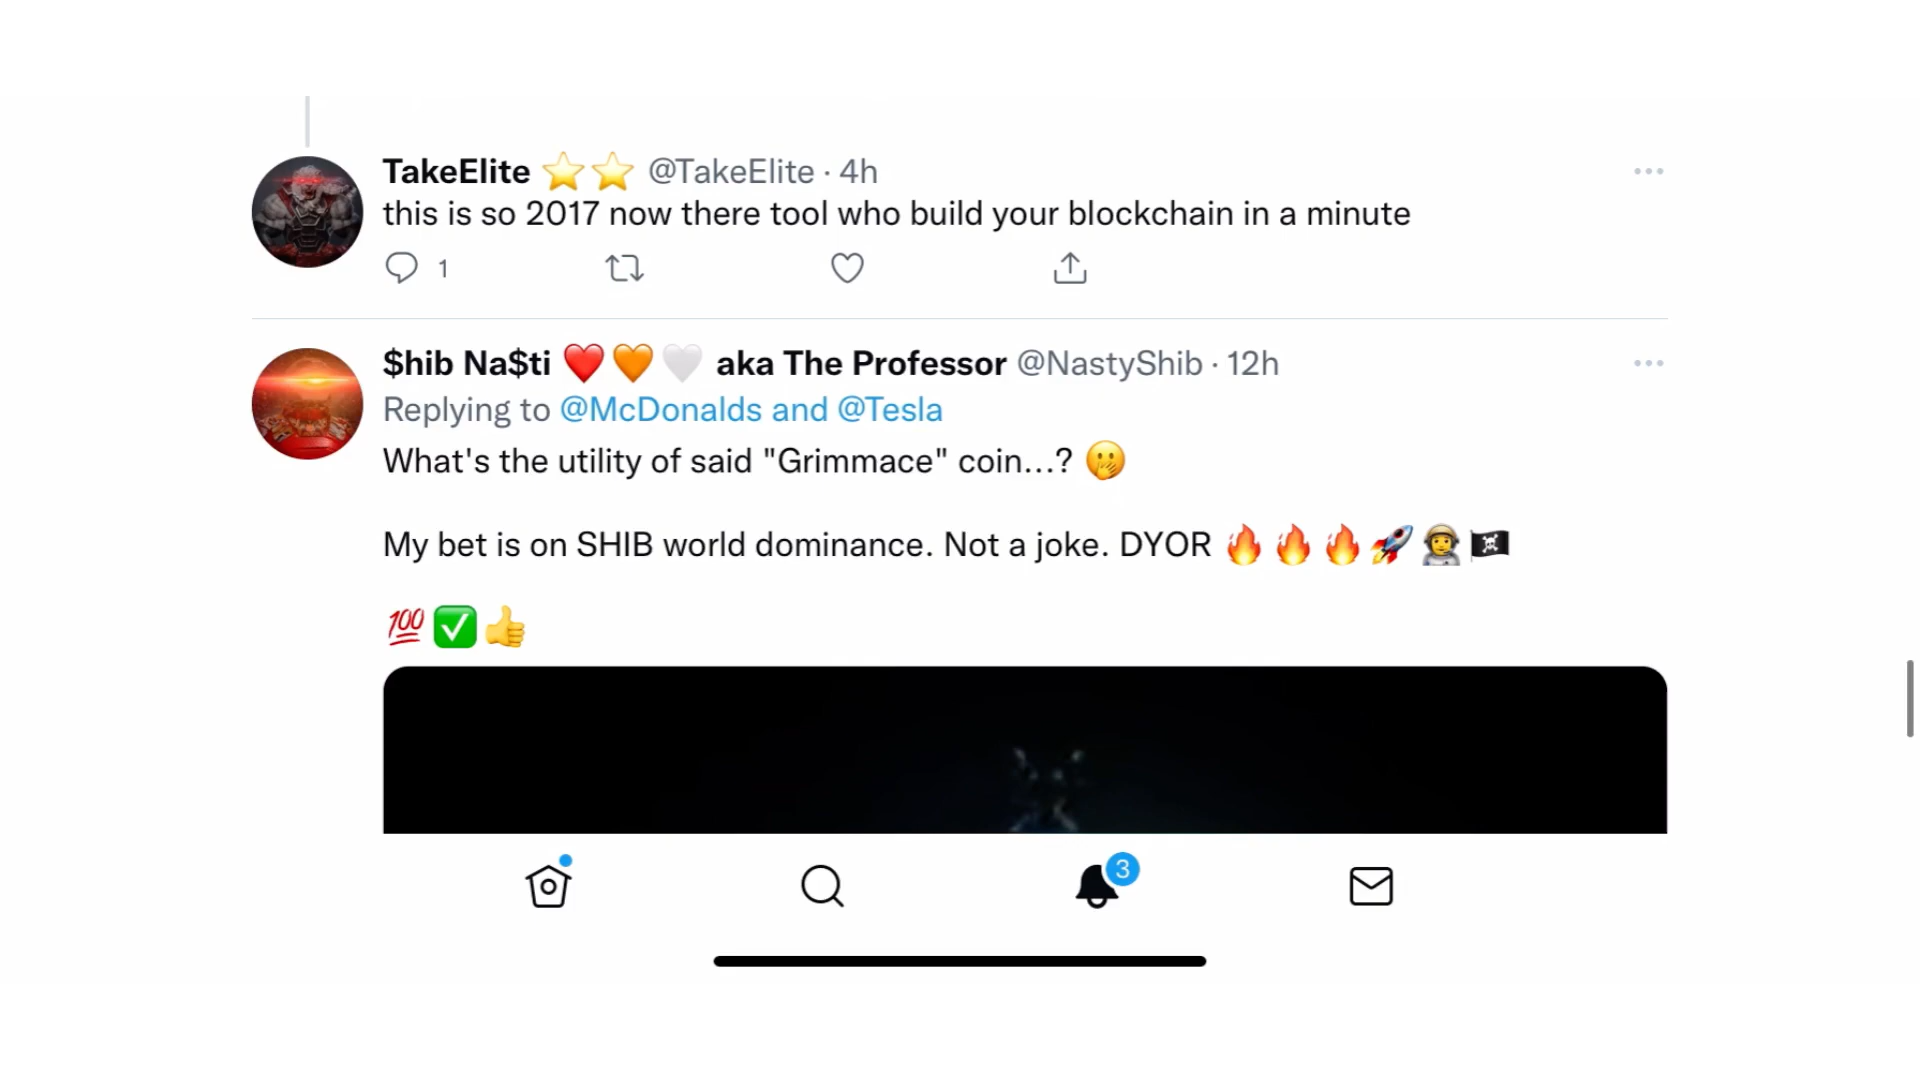 TakeElite ⭐⭐ @TakeElite · 4h
this is so 2017 now there tool who build your blockchain in a minute
1
$hib Na$ti ❤️🧡🤍 aka The Professor @NastyShib · 12h
Replying to @McDonalds and @Tesla
What's the utility of said "Grimmace" coin...? 🤭
My bet is on SHIB world dominance. Not a joke. DYOR 🔥🔥🔥🚀🧑‍🚀🏴‍☠️
💯✅👍
3